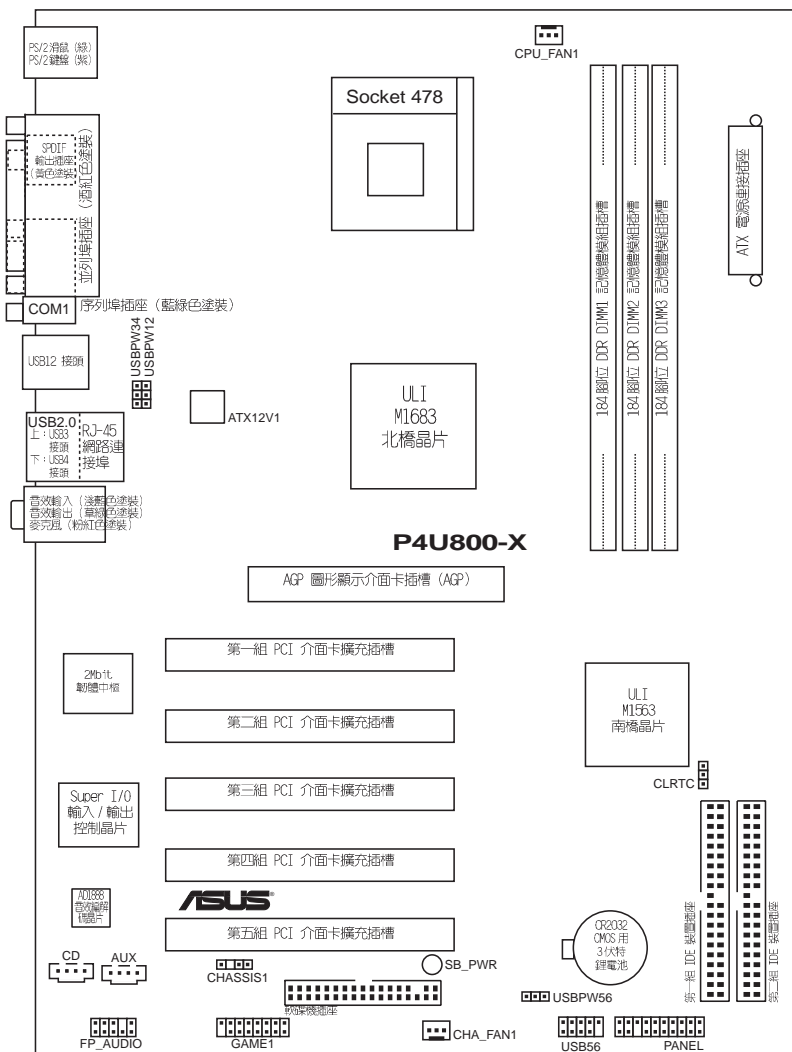 PS/2 滑鼠 (綠)
PS/2 鍵盤 (紫)
CPU_FAN1
Socket 478
SPDIF
輸出插座
(黃色塗裝)
並列埠插座 (酒紅色塗裝)
184 腳位 DDR DIMM1 記憶體模組插槽
184 腳位 DDR DIMM2 記憶體模組插槽
184 腳位 DDR DIMM3 記憶體模組插槽
ATX 電源連接插座
COM1
序列埠插座 (藍綠色塗裝)
USB12 接頭
USBPW34
USBPW12
ATX12V1
ULI
M1683
北橋晶片
USB2.0
上:USB3
接頭
下:USB4
接頭
RJ-45
網路連
接埠
音效輸入 (淺藍色塗裝)
音效輸出 (草綠色塗裝)
麥克風 (粉紅色塗裝)
P4U800-X
AGP 圖形顯示介面卡插槽 (AGP)
第一組 PCI 介面卡擴充插槽
2Mbit
韌體中樞
ULI
M1563
南橋晶片
第二組 PCI 介面卡擴充插槽
CLRTC
第三組 PCI 介面卡擴充插槽
Super I/O
輸入/輸出
控制晶片
第四組 PCI 介面卡擴充插槽
AD1888
音效編解
碼晶片
ASUS
第五組 PCI 介面卡擴充插槽
CR2032
CMOS 用
3 伏特
鋰電池
第一組 IDE 裝置插座
第二組 IDE 裝置插座
CD
AUX
CHASSIS1
SB_PWR
軟碟機插座
USBPW56
FP_AUDIO
GAME1
CHA_FAN1
USB56
PANEL